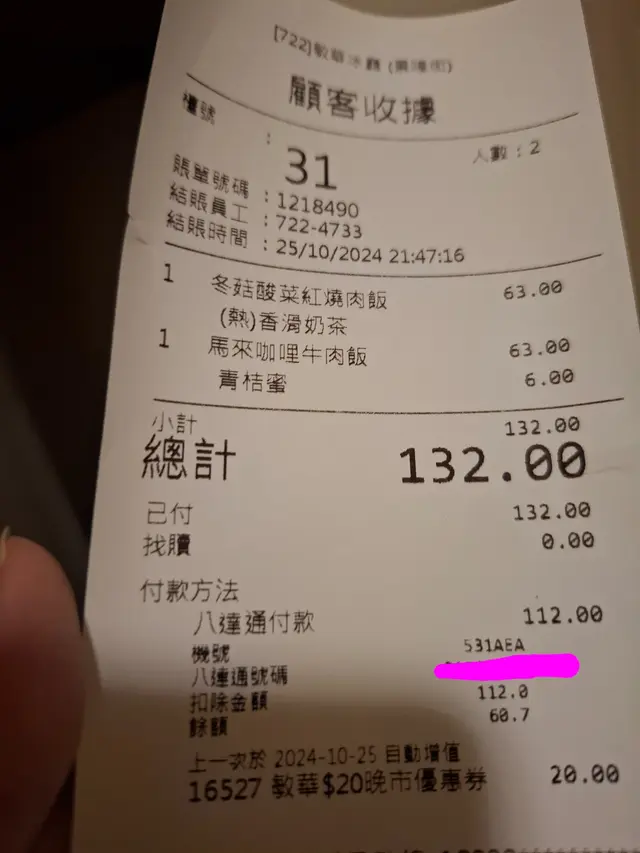 [722]敏華冰廳
顧客收據
檯號 : 31 人數 : 2
賬單號碼 : 1218490
結賬員工 : 722-4733
結賬時間 : 25/10/2024 21:47:16
1 冬菇酸菜紅燒肉飯 63.00
(熱)香滑奶茶
1 馬來咖哩牛肉飯 63.00
青桔蜜 6.00
小計 132.00
總計 132.00
已付 132.00
找贖 0.00
付款方法
八達通付款 112.00
機號 531AEA
八達通號碼
扣除金額 112.0
餘額 60.7
上一次於 2024-10-25 自動增值
16527 敏華$20晚市優惠券 20.00